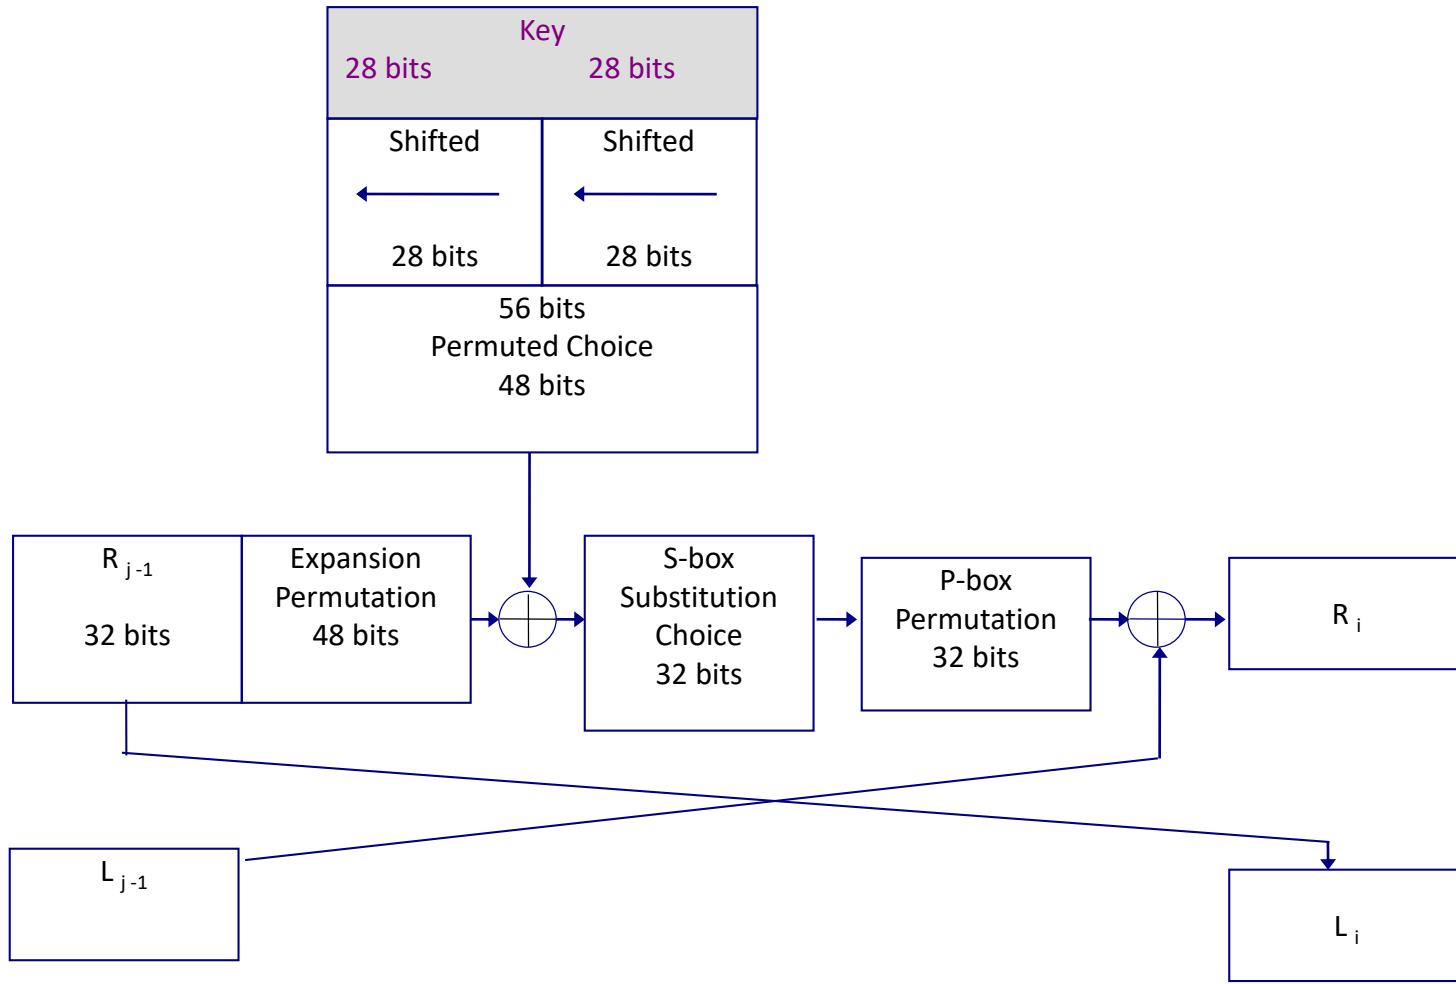 Key
28 bits 28 bits
Shifted Shifted
28 bits 28 bits
56 bits
Permuted Choice
48 bits
R j-1
32 bits
Expansion
Permutation
48 bits
S-box
Substitution
Choice
32 bits
P-box
Permutation
32 bits
R i
L j-1
L i